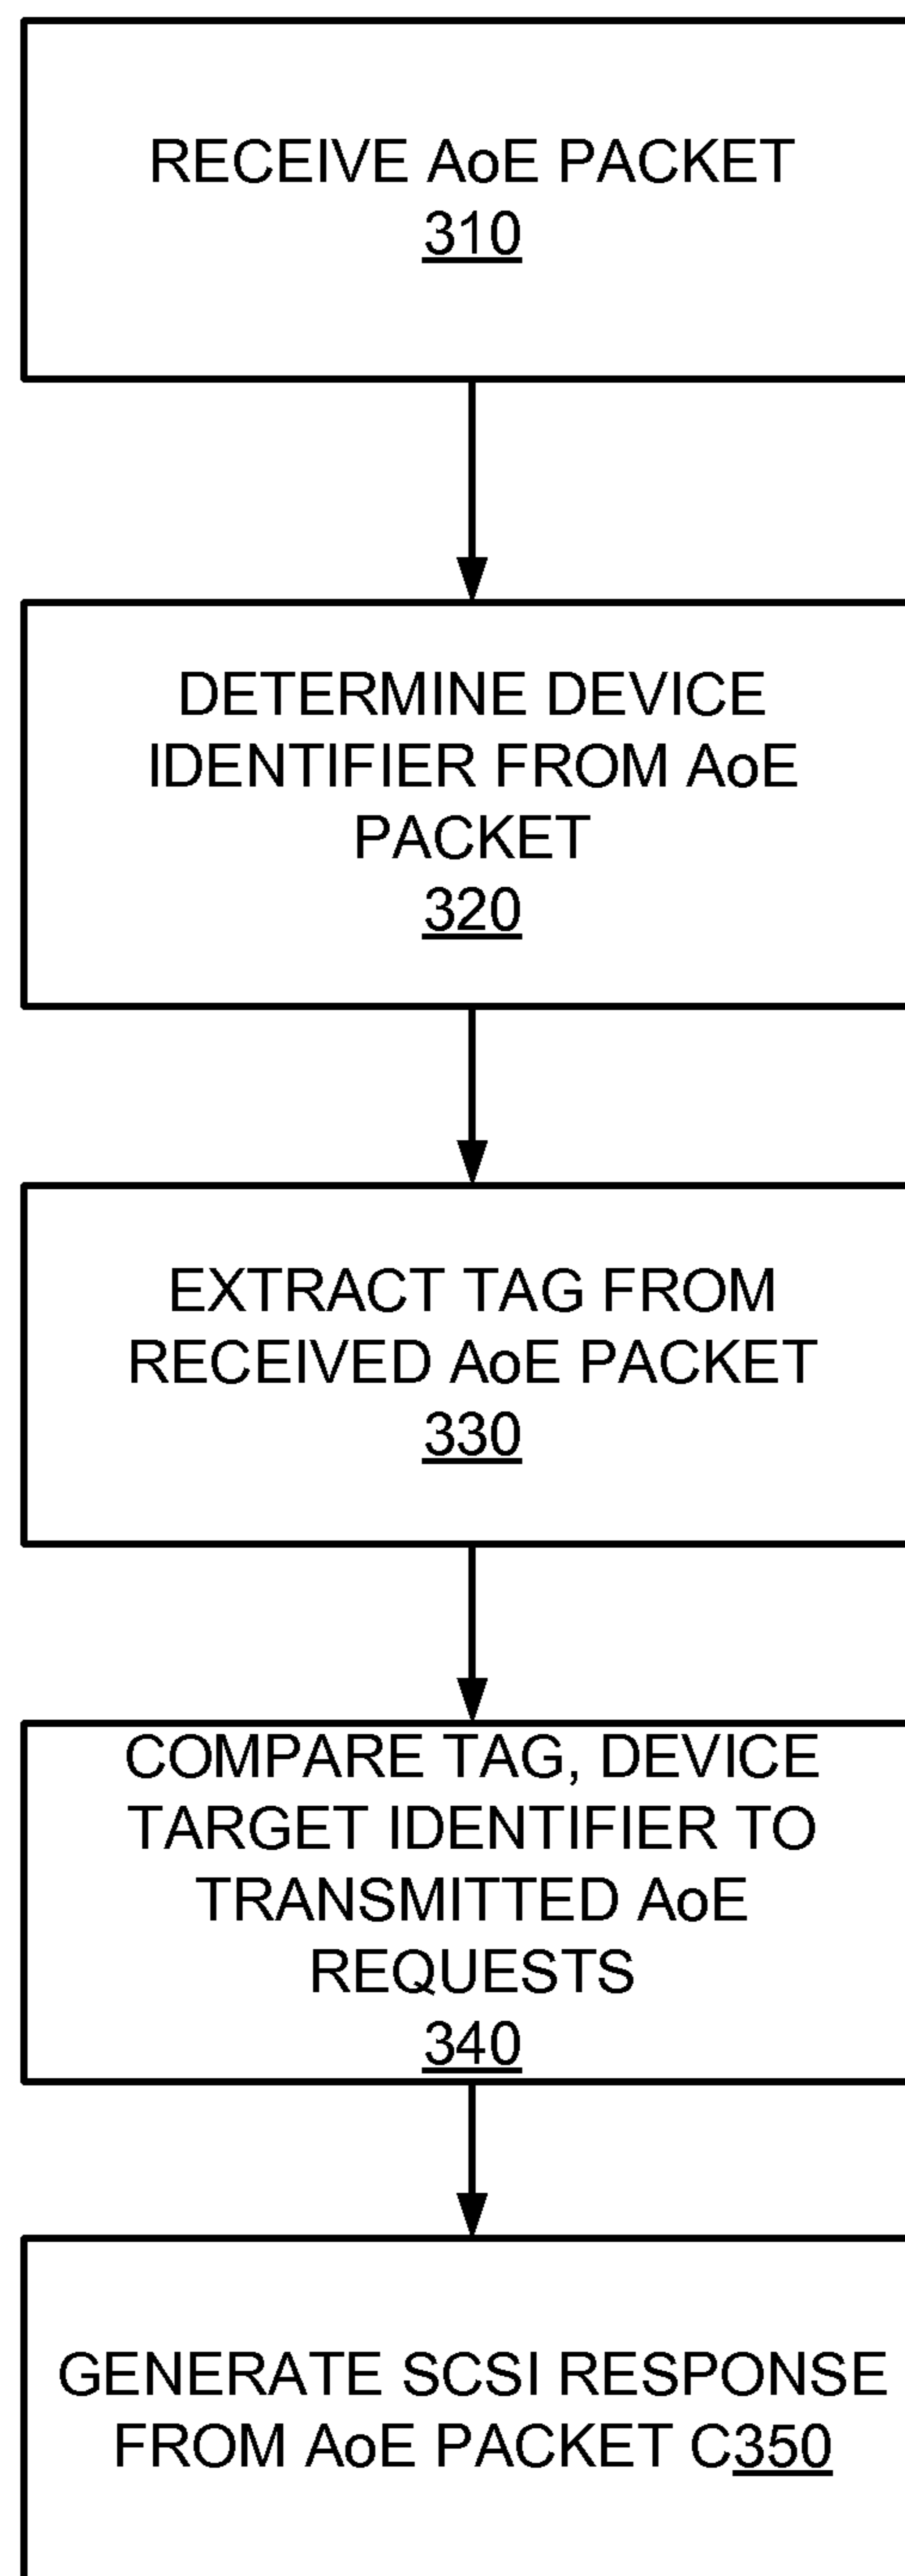 RECEIVE AoE PACKET
310
DETERMINE DEVICE
IDENTIFIER FROM AoE
PACKET
320
EXTRACT TAG FROM
RECEIVED AoE PACKET
330
COMPARE TAG, DEVICE
TARGET IDENTIFIER TO
TRANSMITTED AoE
REQUESTS
340
GENERATE SCSI RESPONSE
FROM AoE PACKET C350